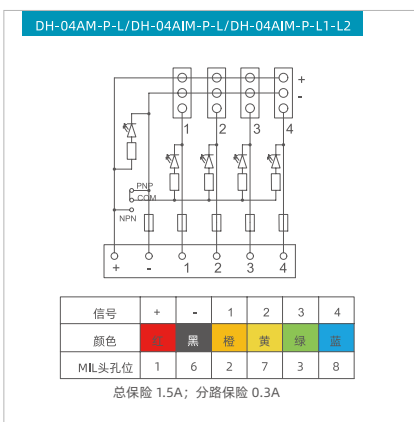 DH-04AM-P-L/DH-04AIM-P-L/DH-04AIM-P-L1-L2
+
-
1 2 3 4
PNP
COM
NPN
+ - 1 2 3 4
信号 + - 1 2 3 4
颜色 红 黑 橙 黄 绿 蓝
MIL头孔位 1 6 2 7 3 8
总保险 1.5A；分路保险 0.3A